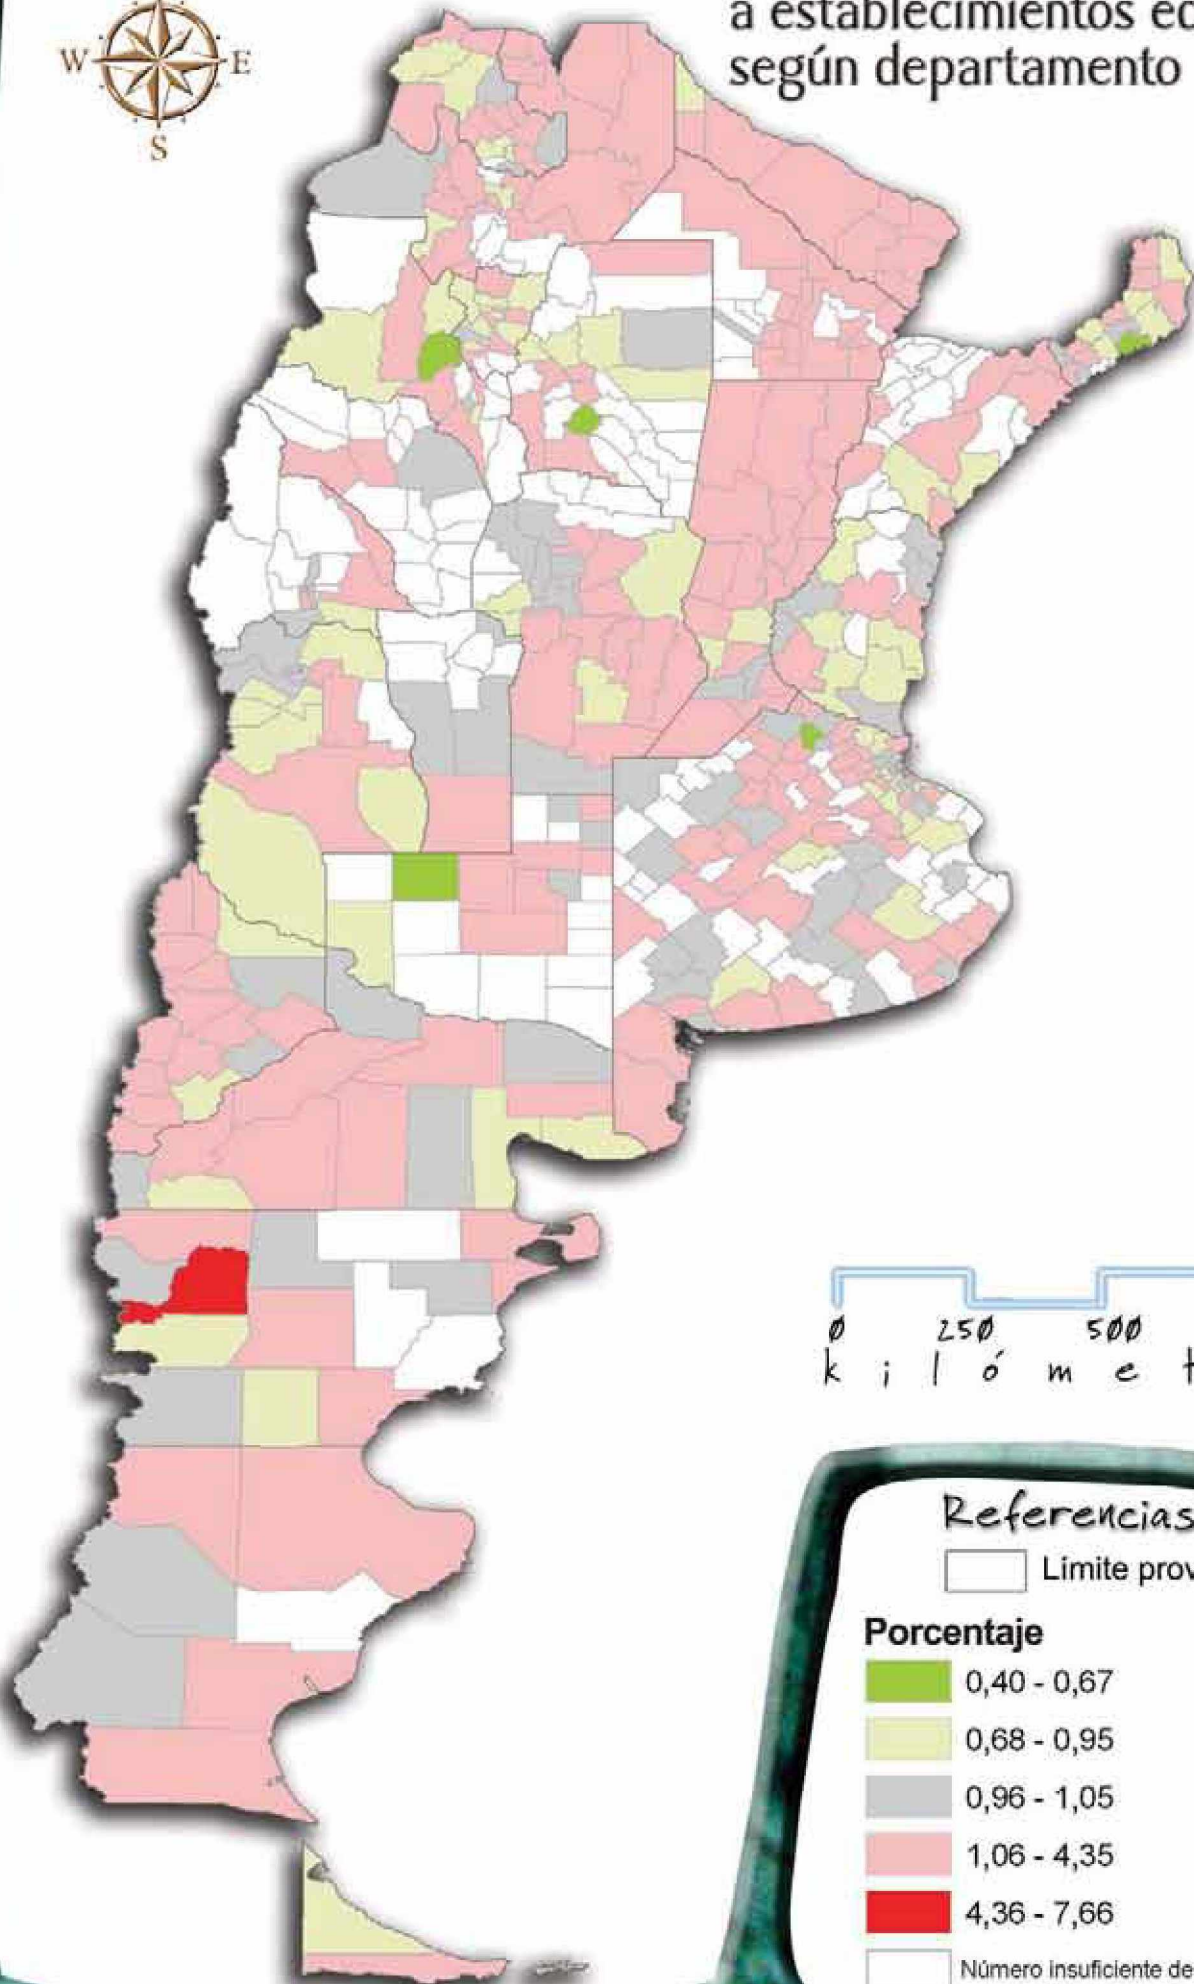 a establecimientos ed
según departamento
W E
S
0 250 500
k i l ó m e t
Referencias
Límite prov
Porcentaje
0,40 - 0,67
0,68 - 0,95
0,96 - 1,05
1,06 - 4,35
4,36 - 7,66
Número insuficiente de